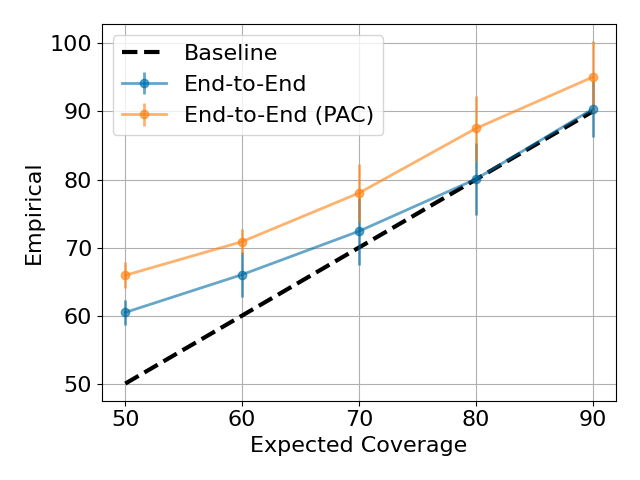 Baseline
End-to-End
End-to-End (PAC)
100
90
80
70
60
50
Empirical
50 60 70 80 90
Expected Coverage